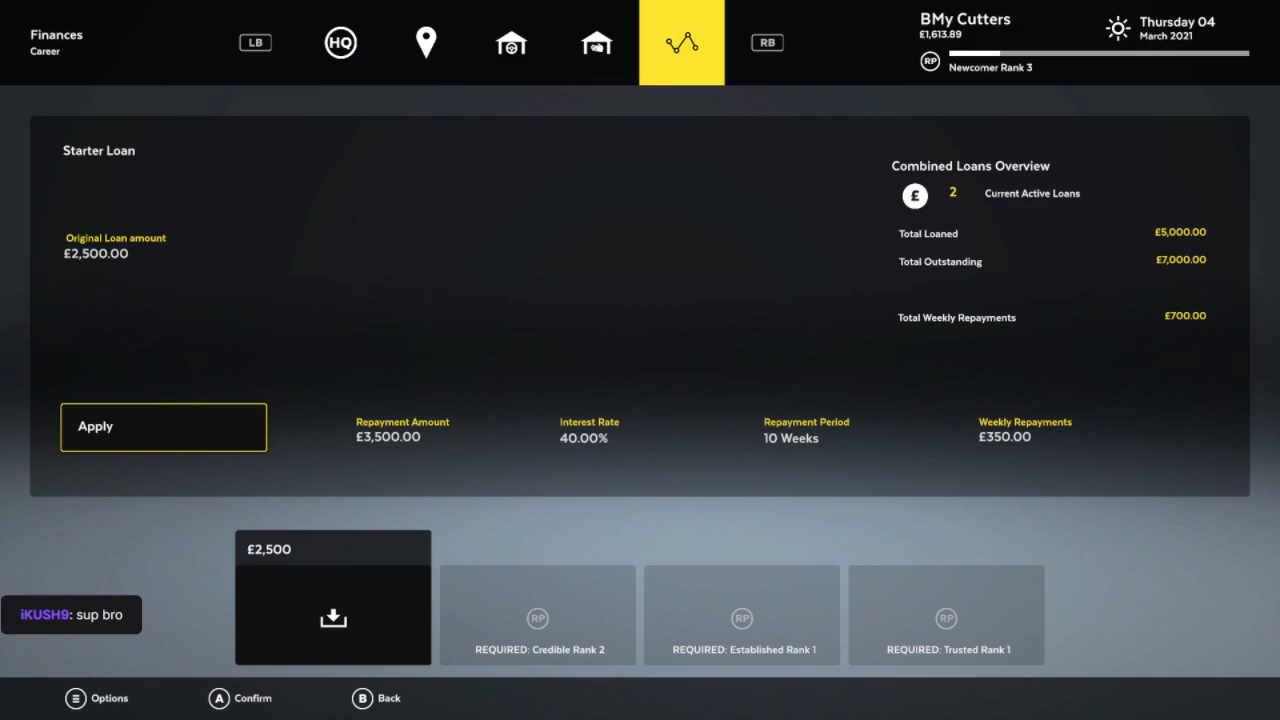 Finances
Career
LB
HQ
RB
BMy Cutters
£1,613.89
RP
Newcomer Rank 3
Thursday 04
March 2021
Starter Loan
Original Loan amount
£2,500.00
Combined Loans Overview
£ 2 Current Active Loans
Total Loaned £5,000.00
Total Outstanding £7,000.00
Total Weekly Repayments £700.00
Apply
Repayment Amount
£3,500.00
Interest Rate
40.00%
Repayment Period
10 Weeks
Weekly Repayments
£350.00
£2,500
RP
REQUIRED: Credible Rank 2
RP
REQUIRED: Established Rank 1
RP
REQUIRED: Trusted Rank 1
iKUSH9: sup bro
Options
A Confirm
B Back